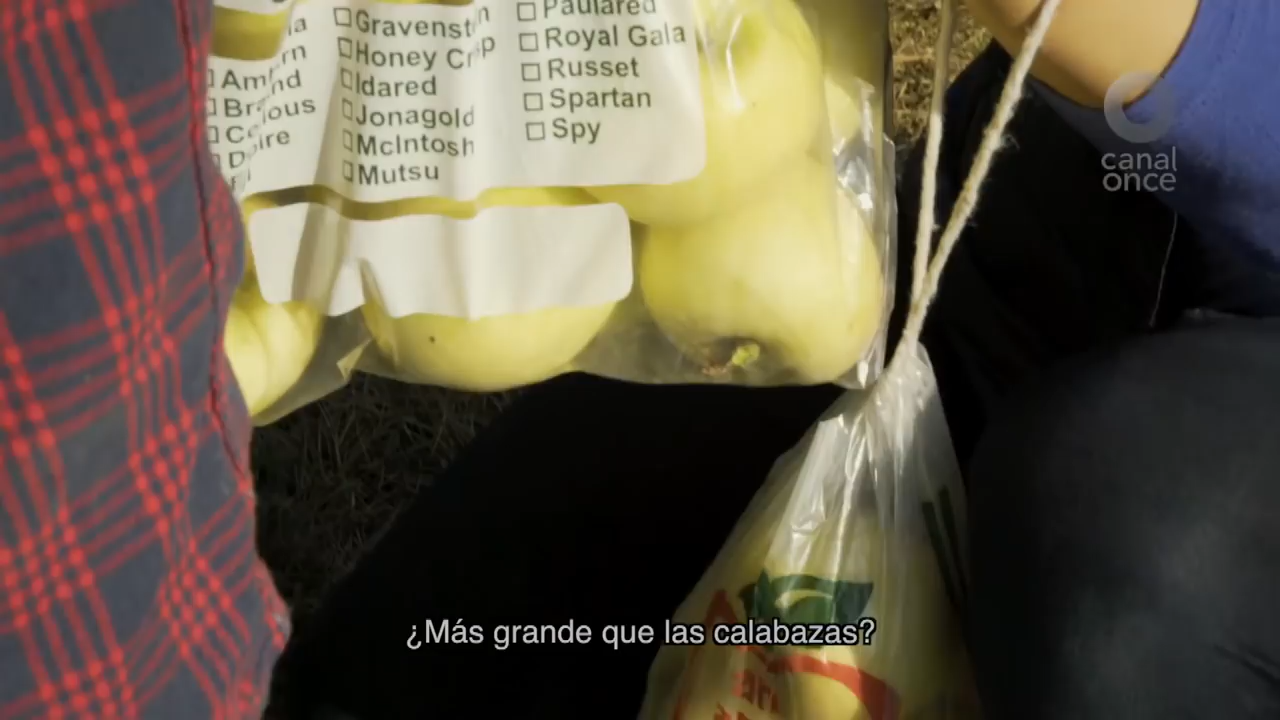 Gravenstein
Honey Crisp
Idared
Jonagold
McIntosh
Mutsu
Paulared
Royal Gala
Russet
Spartan
Spy
canal
once
¿Más grande que las calabazas?